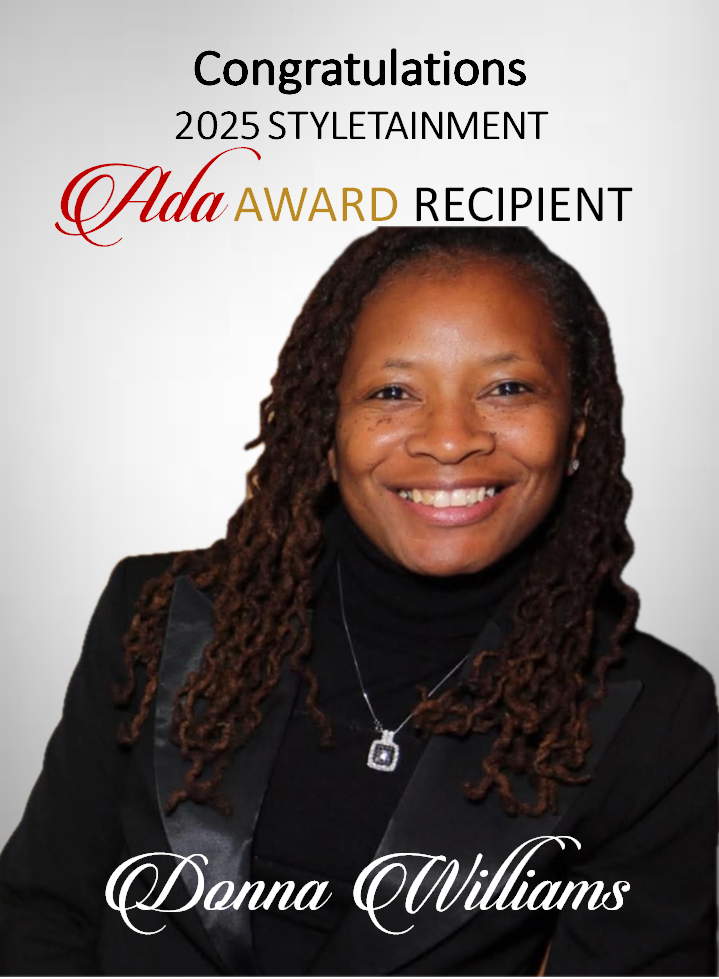 Congratulations
2025 STYLETAINMENT
Ada AWARD RECIPIENT
Donna Williams